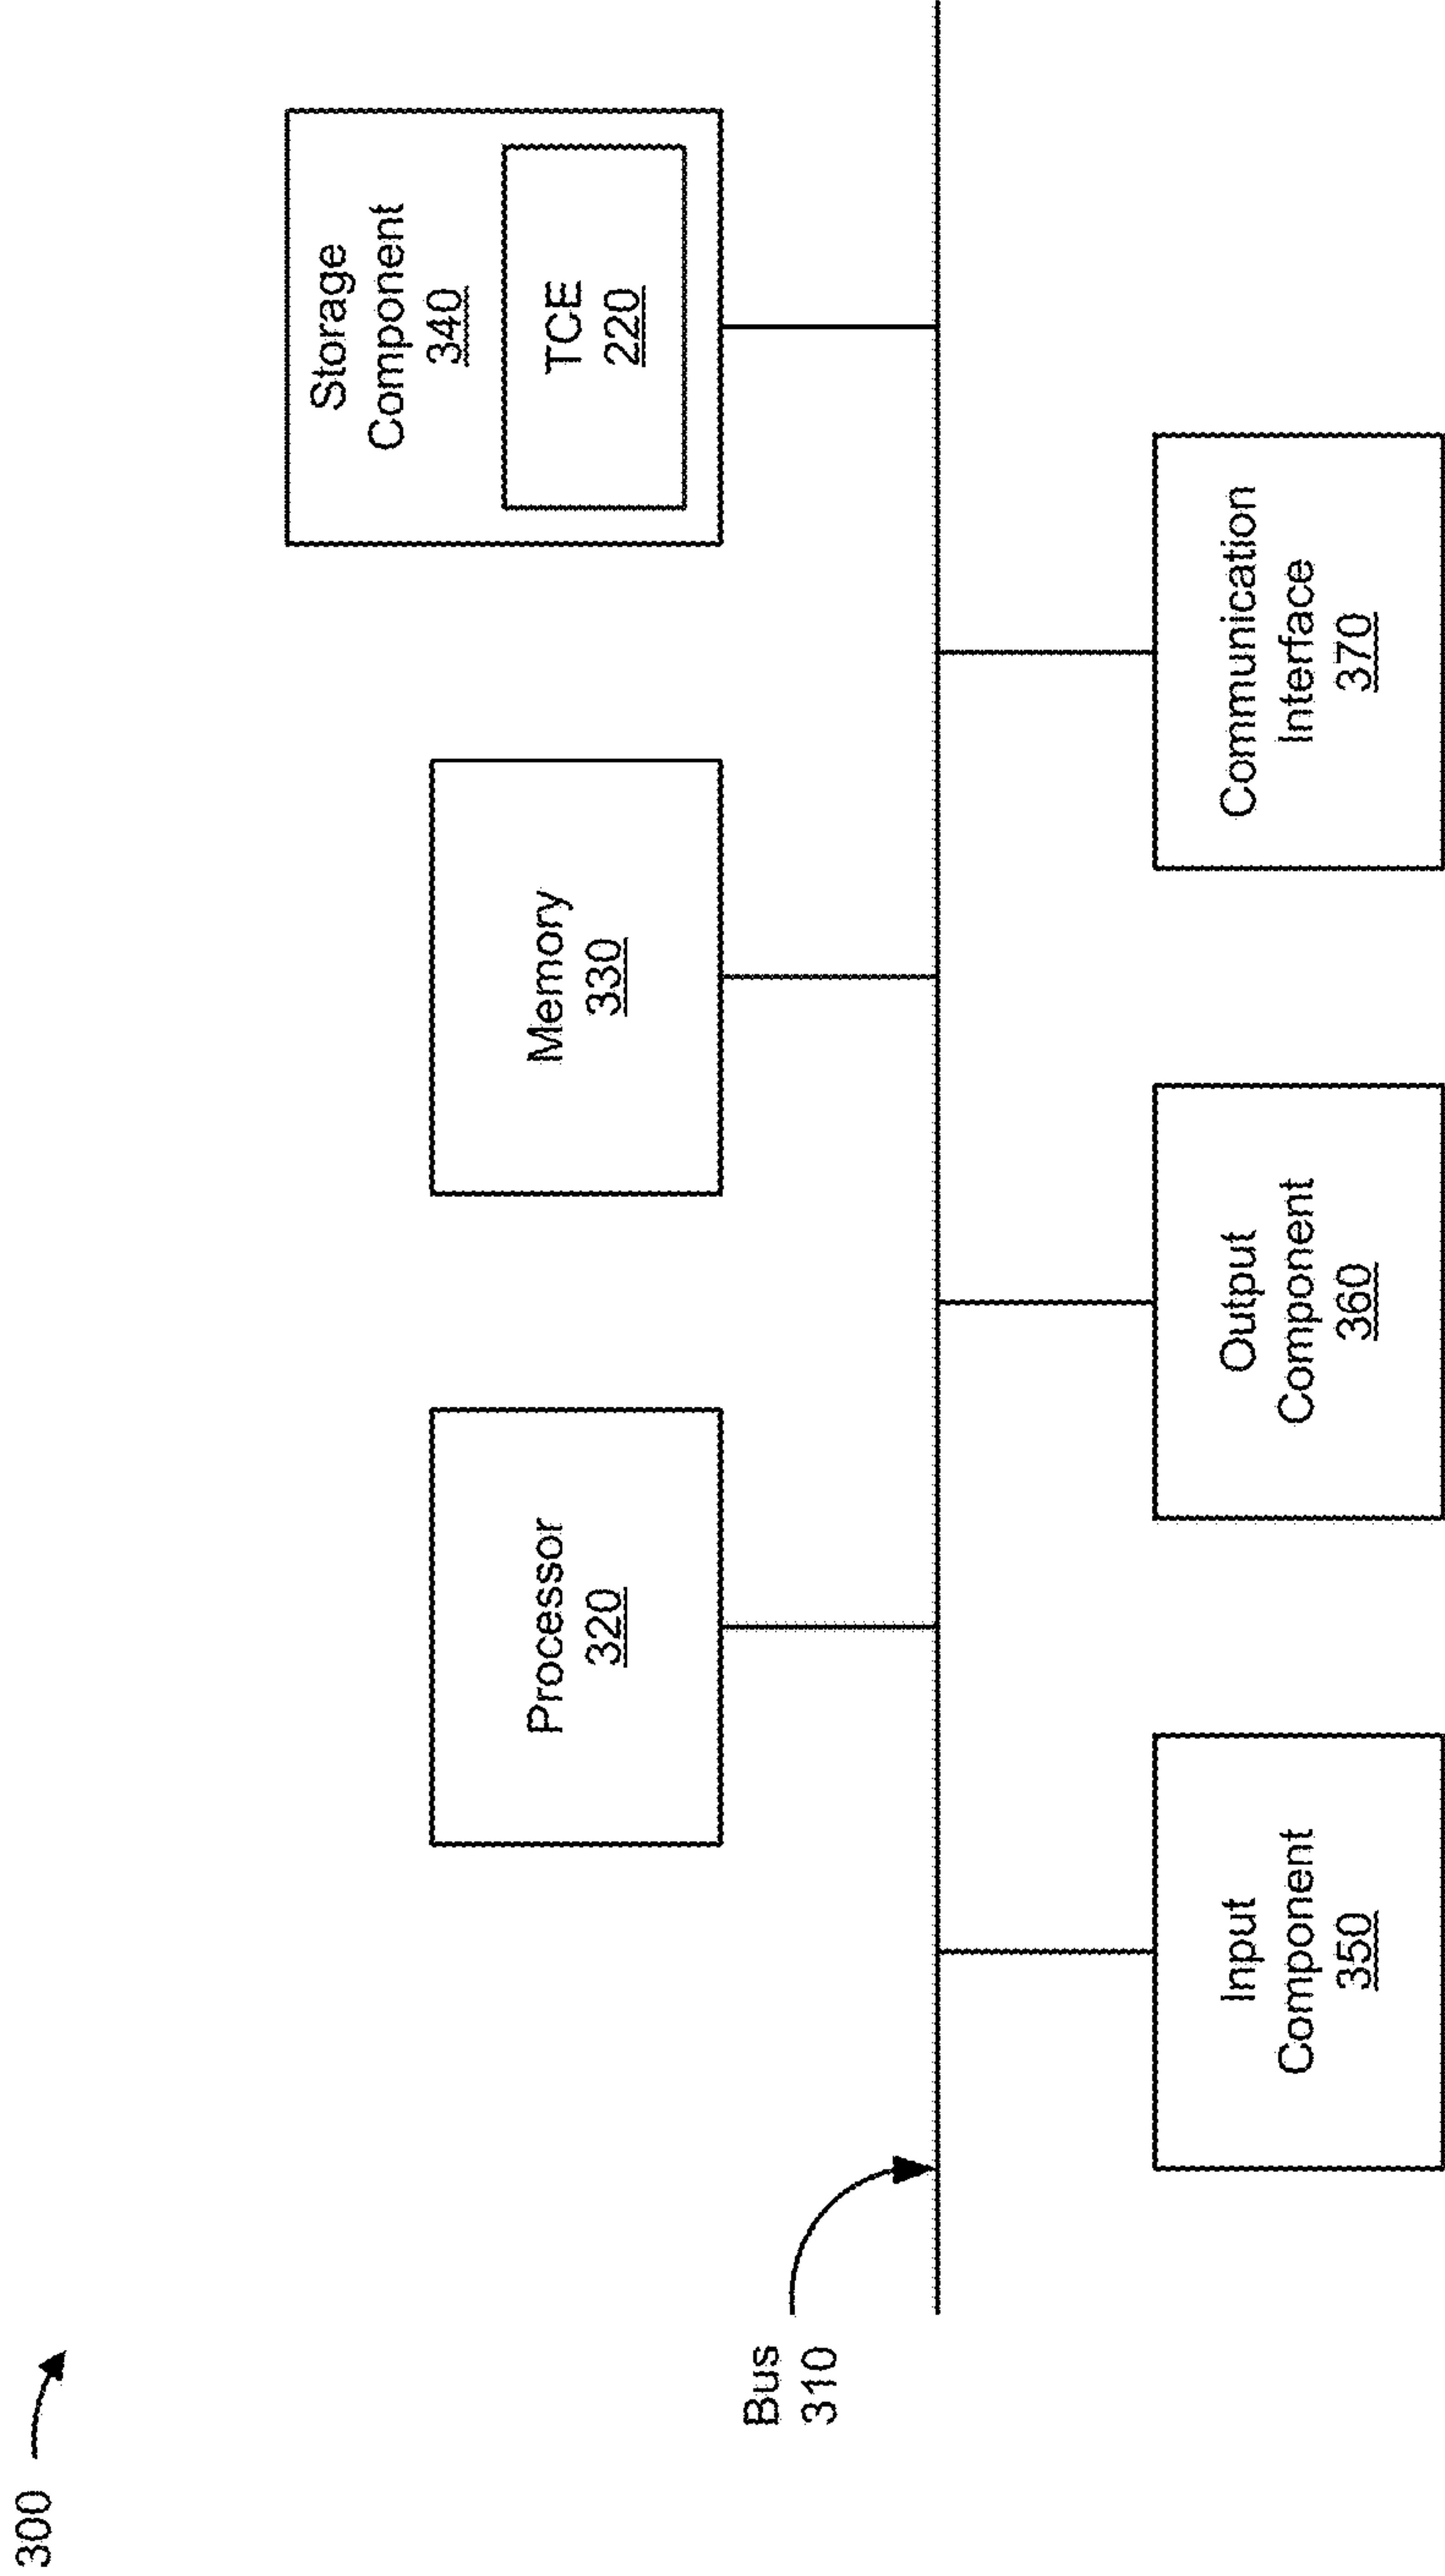 300
Storage
Component
340
TCE
220
Memory
330
Processor
320
Bus
310
Input
Component
350
Output
Component
360
Communication
Interface
370